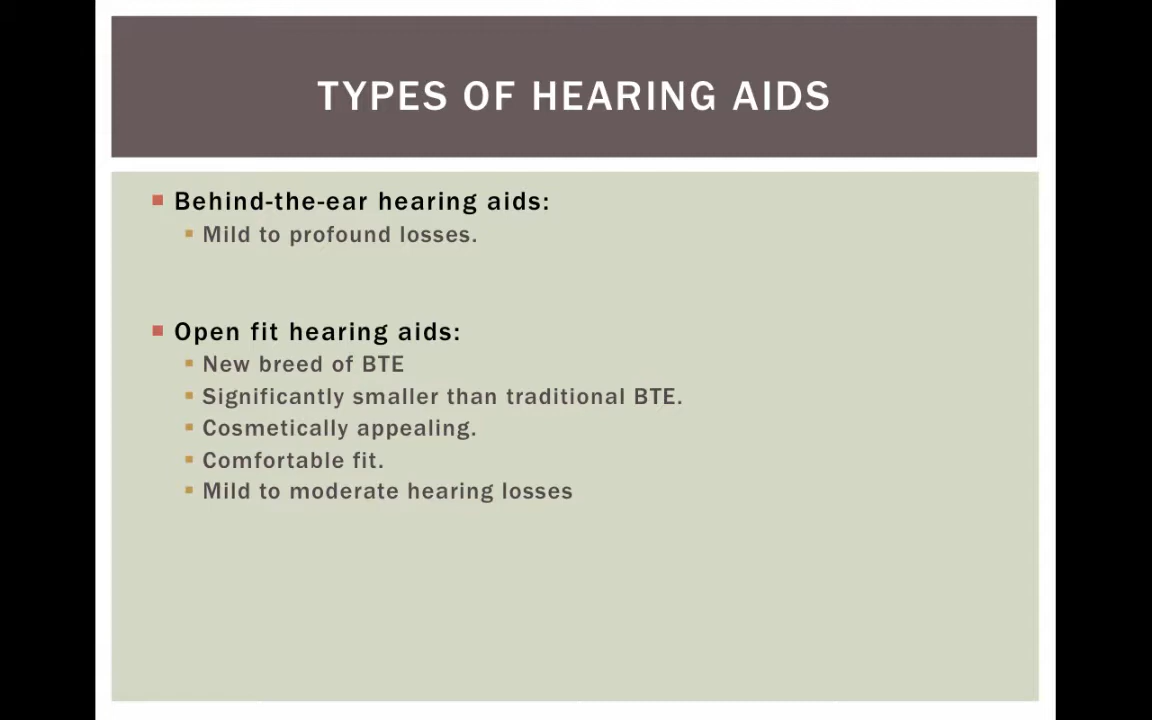 TYPES OF HEARING AIDS
Behind-the-ear hearing aids:
Mild to profound losses.
Open fit hearing aids:
New breed of BTE
Significantly smaller than traditional BTE.
Cosmetically appealing.
Comfortable fit.
Mild to moderate hearing losses